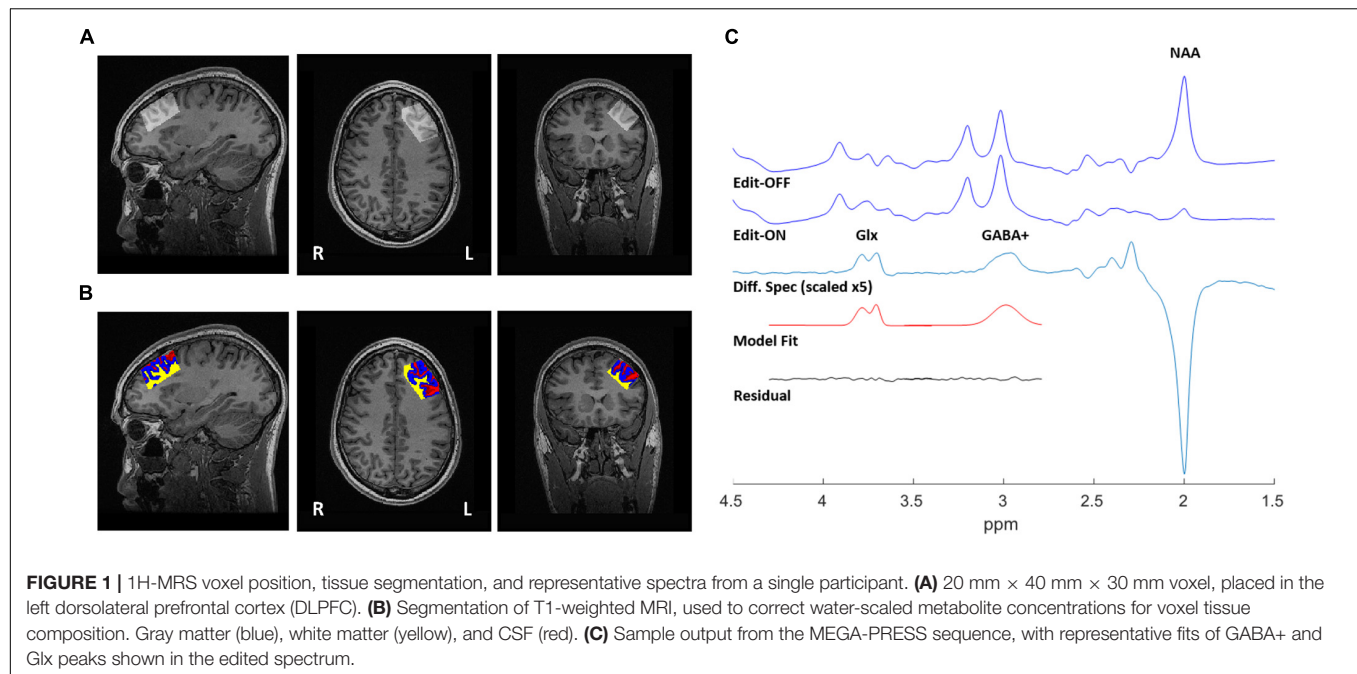 A
R
L
B
R
L
C
NAA
Edit-OFF
Edit-ON
Glx
GABA+
Diff. Spec (scaled x5)
Model Fit
Residual
4.5 4 3.5 3 2.5 2 1.5
ppm
FIGURE 1 | 1H-MRS voxel position, tissue segmentation, and representative spectra from a single participant. (A) 20 mm × 40 mm × 30 mm voxel, placed in the
left dorsolateral prefrontal cortex (DLPFC). (B) Segmentation of T1-weighted MRI, used to correct water-scaled metabolite concentrations for voxel tissue
composition. Gray matter (blue), white matter (yellow), and CSF (red). (C) Sample output from the MEGA-PRESS sequence, with representative fits of GABA+ and
Glx peaks shown in the edited spectrum.